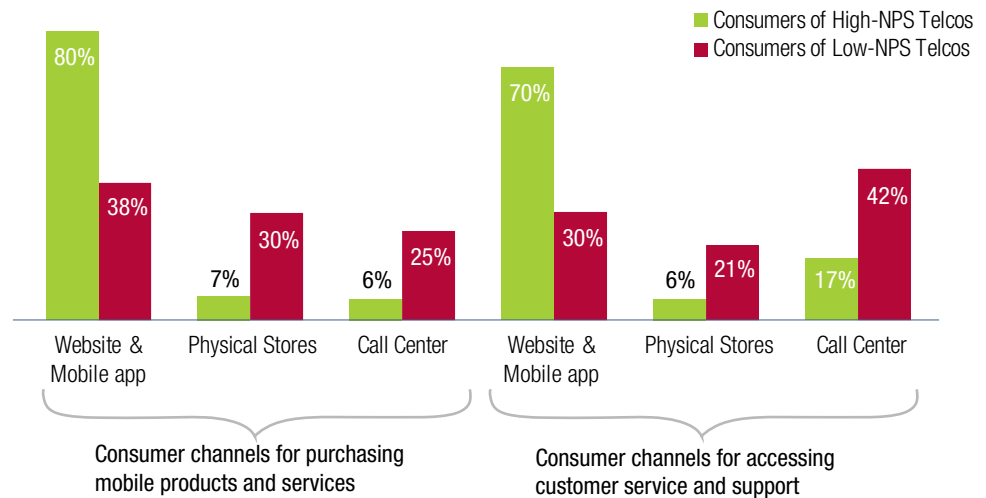 Consumers of High-NPS Telcos
Consumers of Low-NPS Telcos
80%
38%
7%
30%
6%
25%
70%
30%
6%
21%
17%
42%
Website &
Mobile app
Physical Stores
Call Center
Website &
Mobile app
Physical Stores
Call Center
Consumer channels for purchasing
mobile products and services
Consumer channels for accessing
customer service and support